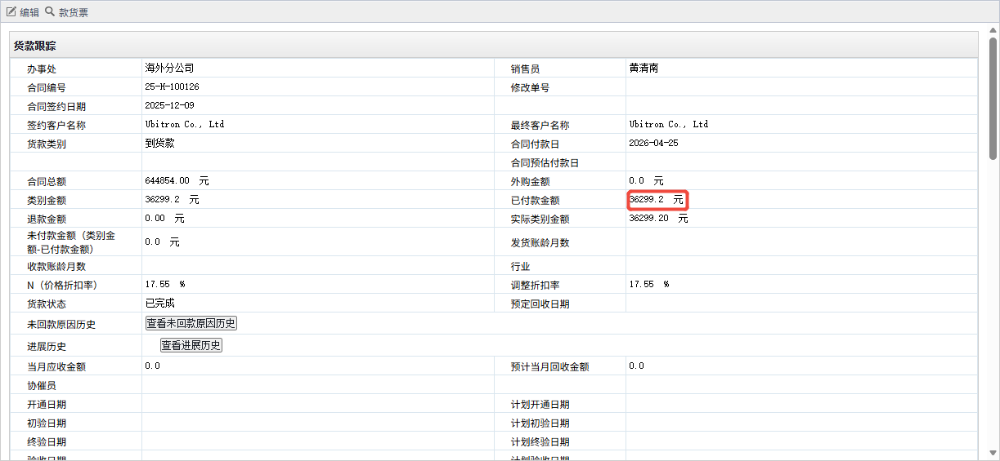 编辑 款货票
货款跟踪
办事处 海外分公司 销售员 黄清南
合同编号 25-H-100126 修改单号
合同签约日期 2025-12-09
签约客户名称 Ubitron Co., Ltd 最终客户名称 Ubitron Co., Ltd
货款类别 到货款 合同付款日 2026-04-25
合同预估付款日
合同总额 644854.00 元 外购金额 0.0 元
类别金额 36299.2 元 已付款金额 36299.2 元
退款金额 0.00 元 实际类别金额 36299.20 元
未付款金额（类别金
额-已付款金额） 0.0 元 发货账龄月数
收款账龄月数 行业
N（价格折扣率） 17.55 % 调整折扣率 17.55 %
货款状态 已完成 预定回收日期
未回款原因历史 查看未回款原因历史
进展历史 查看进展历史
当月应收金额 0.0 预计当月回收金额 0.0
协催员
开通日期 计划开通日期
初验日期 计划初验日期
终验日期 计划终验日期
验收日期 计划验收日期